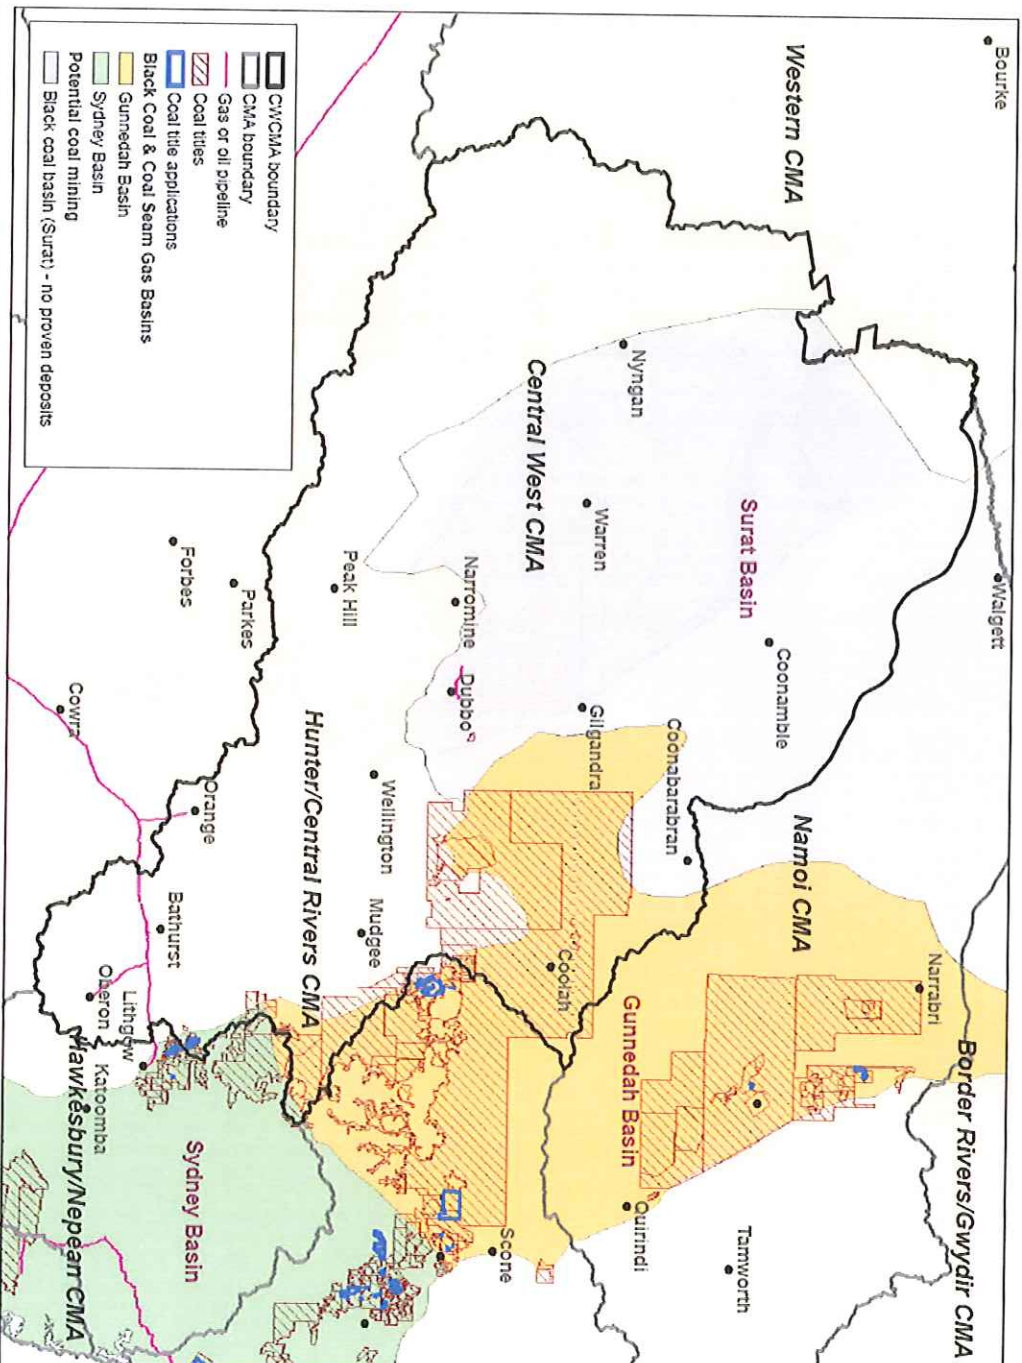 Bourke
Western CMA
Walgett
Border Rivers/Gwydir CMA
Narrabri
Namoi CMA
Surat Basin
Coonamble
Tamworth
Coonabarabran
Nyngan
Warren
Gilgandra
Gunnedah Basin
Quirindi
Central West CMA
Coolah
Scone
Narromine
Dubbo
Peak Hill
Wellington
Mudgee
Hunter/Central Rivers CMA
Parkes
Forbes
Orange
Bathurst
Sydney Basin
Lithgow
Oberon
Katoomba
Cowra
Hawkesbury/Nepean CMA
CWCMA boundary
CMA boundary
Gas or oil pipeline
Coal titles
Coal title applications
Black Coal & Coal Seam Gas Basins
Gunnedah Basin
Sydney Basin
Potential coal mining
Black coal basin (Surat) - no proven deposits